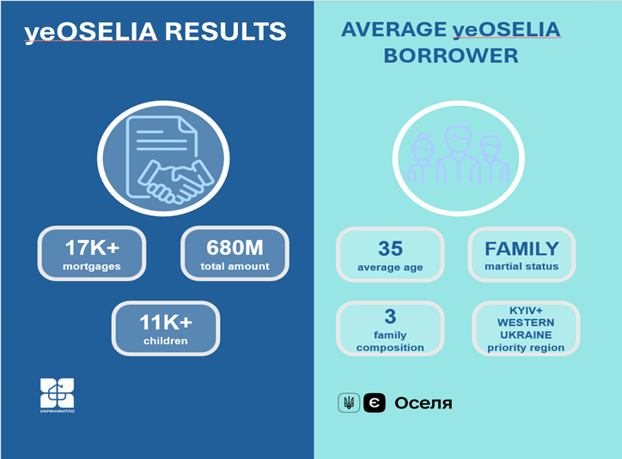 yeOSELIA RESULTS
17K+
mortgages
680M
total amount
11K+
children
УКРФІНЖИТЛО
AVERAGE yeOSELIA
BORROWER
35
average age
FAMILY
martial status
3
family
composition
KYIV+
WESTERN
UKRAINE
priority region
Є Оселя